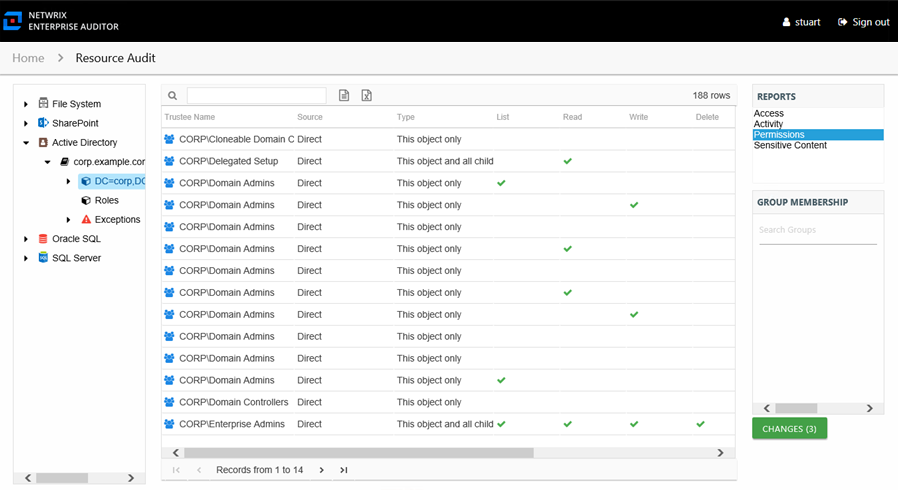 NETWRIX
ENTERPRISE AUDITOR
stuart
Sign out
Home > Resource Audit
File System
SharePoint
Active Directory
corp.example.cor
DC=corp,DC
Roles
Exceptions
Oracle SQL
SQL Server
188 rows
Trustee Name Source Type List Read Write Delete
CORP\Cloneable Domain C Direct This object only
CORP\Delegated Setup Direct This object and all child
CORP\Domain Admins Direct This object only
CORP\Domain Admins Direct This object only
CORP\Domain Admins Direct This object only
CORP\Domain Admins Direct This object only
CORP\Domain Admins Direct This object only
CORP\Domain Admins Direct This object only
CORP\Domain Admins Direct This object only
CORP\Domain Admins Direct This object only
CORP\Domain Admins Direct This object only
CORP\Domain Admins Direct This object only
CORP\Domain Controllers Direct This object only
CORP\Enterprise Admins Direct This object and all child
Records from 1 to 14
REPORTS
Access
Activity
Permissions
Sensitive Content
GROUP MEMBERSHIP
Search Groups
CHANGES (3)